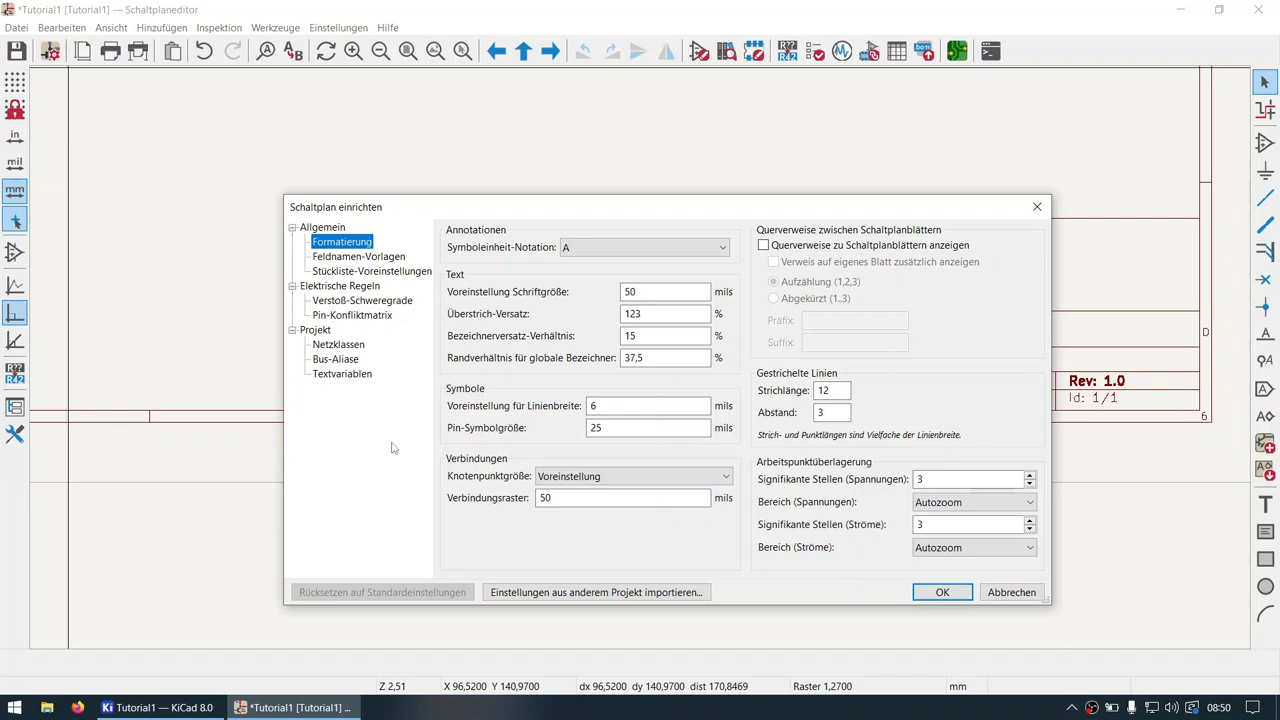 *Tutorial1 [Tutorial1] — Schaltplaneditor
Datei Bearbeiten Ansicht Hinzufügen Inspektion Werkzeuge Einstellungen Hilfe
in
mil
mm
R??
R42
Schaltplan einrichten
Allgemein
Formatierung
Feldnamen-Vorlagen
Stückliste-Voreinstellungen
Elektrische Regeln
Verstoß-Schweregrade
Pin-Konfliktmatrix
Projekt
Netzklassen
Bus-Aliase
Textvariablen
Annotationen
Symboleinheit-Notation: A
Text
Voreinstellung Schriftgröße: 50 mils
Überstrich-Versatz: 123 %
Bezeichnerversatz-Verhältnis: 15 %
Randverhältnis für globale Bezeichner: 37,5 %
Symbole
Voreinstellung für Linienbreite: 6 mils
Pin-Symbolgröße: 25 mils
Verbindungen
Knotenpunktgröße: Voreinstellung
Verbindungsraster: 50 mils
Querverweise zwischen Schaltplanblättern
Querverweise zu Schaltplanblättern anzeigen
Verweis auf eigenes Blatt zusätzlich anzeigen
Aufzählung (1,2,3)
Abgekürzt (1..3)
Präfix:
Suffix:
Gestrichelte Linien
Strichlänge: 12
Abstand: 3
Strich- und Punktlängen sind Vielfache der Linienbreite.
Arbeitspunktüberlagerung
Signifikante Stellen (Spannungen): 3
Bereich (Spannungen): Autozoom
Signifikante Stellen (Ströme): 3
Bereich (Ströme): Autozoom
Rücksetzen auf Standardeinstellungen Einstellungen aus anderem Projekt importieren... OK Abbrechen
D
Rev: 1.0
Id: 1/1
6
R??
R42
Z 2,51 X 96,5200 Y 140,9700 dx 96,5200 dy 140,9700 dist 170,8469 Raster 1,2700 mm
Tutorial1 — KiCad 8.0 *Tutorial1 [Tutorial1] ... 08:50